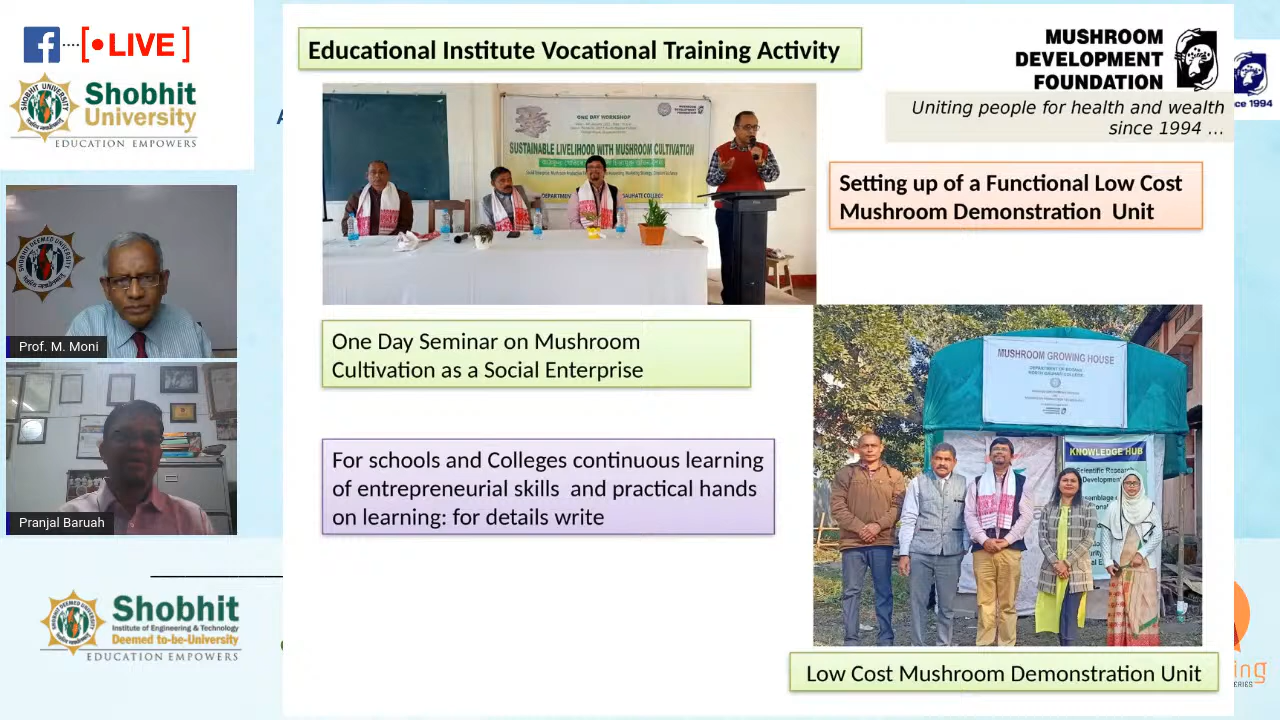 LIVE
Shobhit
University
EDUCATION EMPOWERS
Educational Institute Vocational Training Activity
MUSHROOM
DEVELOPMENT
FOUNDATION
Uniting people for health and wealth
since 1994 ...
ce 1994
ONE DAY WORKSHOP
SUSTAINABLE LIVELIHOOD WITH MUSHROOM CULTIVATION
Setting up of a Functional Low Cost
Mushroom Demonstration Unit
Prof. M. Moni
One Day Seminar on Mushroom
Cultivation as a Social Enterprise
MUSHROOM GROWING HOUSE
KNOWLEDGE HUB
For schools and Colleges continuous learning
of entrepreneurial skills and practical hands
on learning: for details write
Pranjal Baruah
Shobhit
Institute of Engineering & Technology
Deemed to-be-University
EDUCATION EMPOWERS
Low Cost Mushroom Demonstration Unit